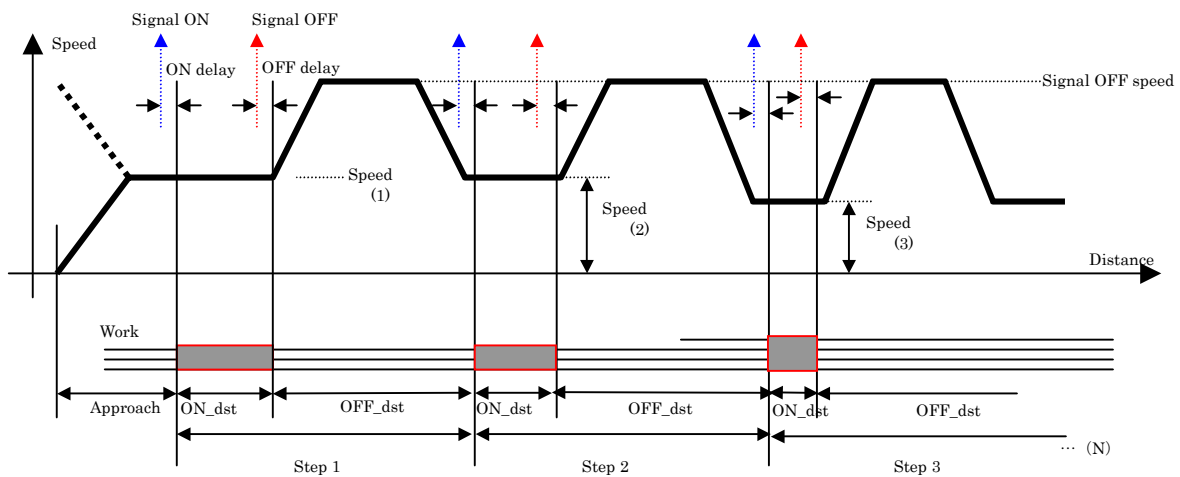 Signal ON
Signal OFF
Speed
ON delay
OFF delay
Signal OFF speed
Speed
(1)
Speed
(2)
Speed
(3)
Distance
Work
Approach
ON_dst
OFF_dst
ON_dst
OFF_dst
ON_dst
OFF_dst
… (N)
Step 1
Step 2
Step 3